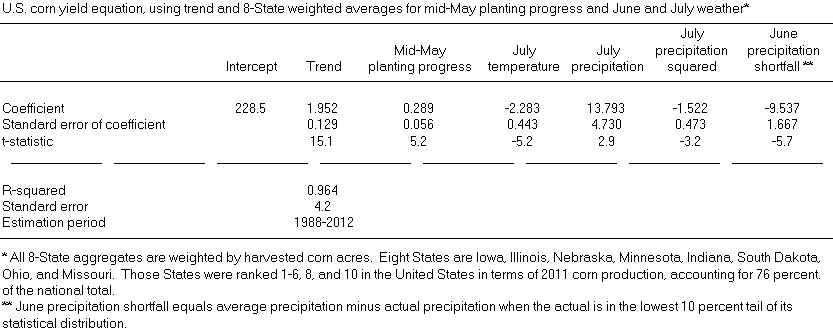 U.S. corn yield equation, using trend and 8-State weighted averages for mid-May planting progress and June and July weather*
July June
Mid-May July July precipitation precipitation
Intercept Trend planting progress temperature precipitation squared shortfall **
Coefficient 228.5 1.952 0.289 -2.283 13.793 -1.522 -9.537
Standard error of coefficient 0.129 0.056 0.443 4.730 0.473 1.667
t-statistic 15.1 5.2 -5.2 2.9 -3.2 -5.7
R-squared 0.964
Standard error 4.2
Estimation period 1988-2012
* All 8-State aggregates are weighted by harvested corn acres. Eight States are Iowa, Illinois, Nebraska, Minnesota, Indiana, South Dakota,
Ohio, and Missouri. Those States were ranked 1-6, 8, and 10 in the United States in terms of 2011 corn production, accounting for 76 percent.
of the national total.
** June precipitation shortfall equals average precipitation minus actual precipitation when the actual is in the lowest 10 percent tail of its
statistical distribution.